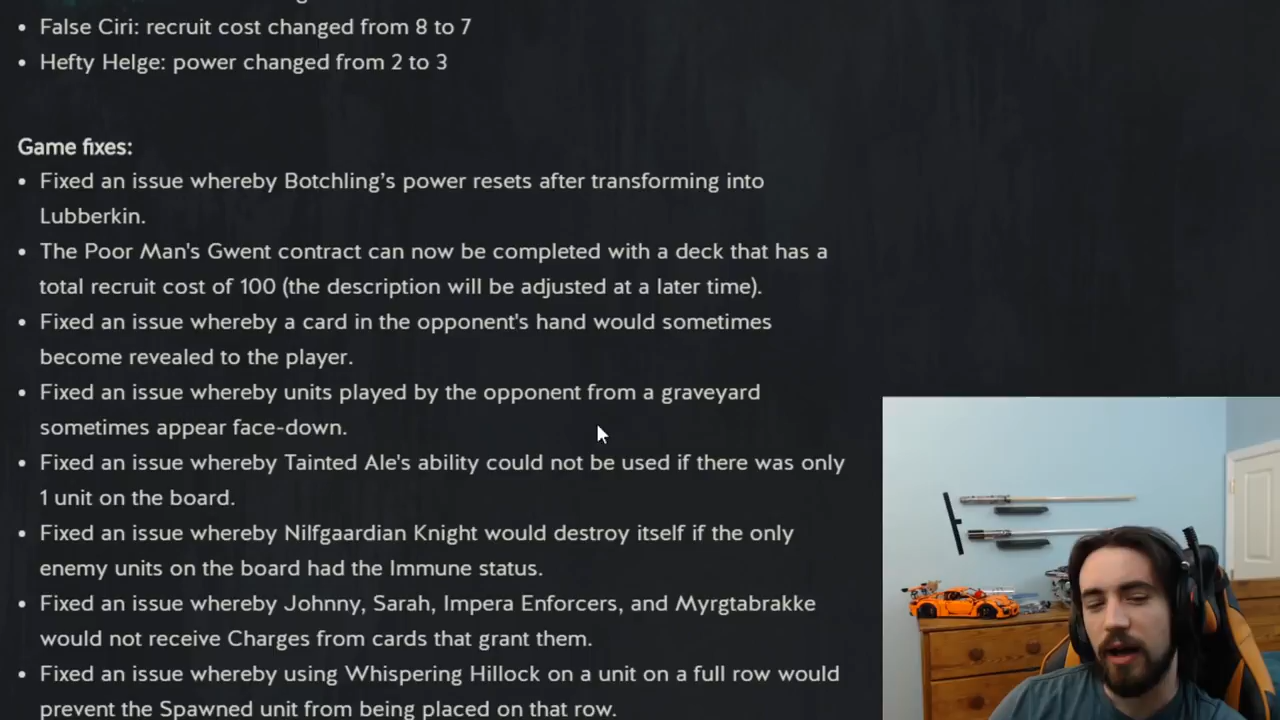 • False Ciri: recruit cost changed from 8 to 7
• Hefty Helge: power changed from 2 to 3
Game fixes:
• Fixed an issue whereby Botchling’s power resets after transforming into
Lubberkin.
• The Poor Man's Gwent contract can now be completed with a deck that has a
total recruit cost of 100 (the description will be adjusted at a later time).
• Fixed an issue whereby a card in the opponent's hand would sometimes
become revealed to the player.
• Fixed an issue whereby units played by the opponent from a graveyard
sometimes appear face-down.
• Fixed an issue whereby Tainted Ale's ability could not be used if there was only
1 unit on the board.
• Fixed an issue whereby Nilfgaardian Knight would destroy itself if the only
enemy units on the board had the Immune status.
• Fixed an issue whereby Johnny, Sarah, Impera Enforcers, and Myrgtabrakke
would not receive Charges from cards that grant them.
• Fixed an issue whereby using Whispering Hillock on a unit on a full row would
prevent the Spawned unit from being placed on that row.